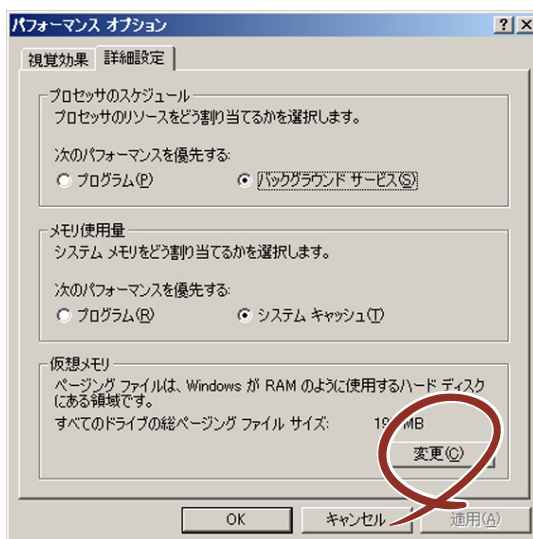 パフォーマンス オプション
視覚効果 詳細設定
プロセッサのスケジュール
プロセッサのリソースをどう割り当てるかを選択します。
次のパフォーマンスを優先する:
プログラム(P) バックグラウンド サービス(S)
メモリ使用量
システム メモリをどう割り当てるかを選択します。
次のパフォーマンスを優先する:
プログラム(R) システム キャッシュ(T)
仮想メモリ
ページング ファイルは、Windows が RAM のように使用するハード ディスク
にある領域です。
すべてのドライブの総ページング ファイル サイズ: MB
変更(C)
OK キャンセル 適用(A)